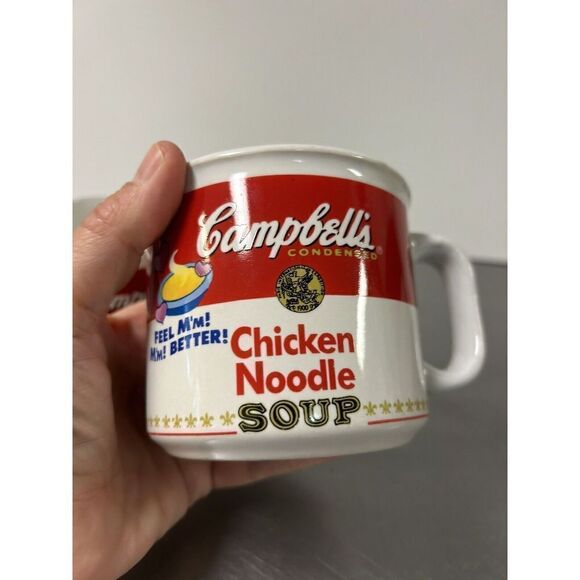 Campbell's®
CONDENSED
FEEL M'm!
M'm! BETTER!
Chicken
Noodle
SOUP